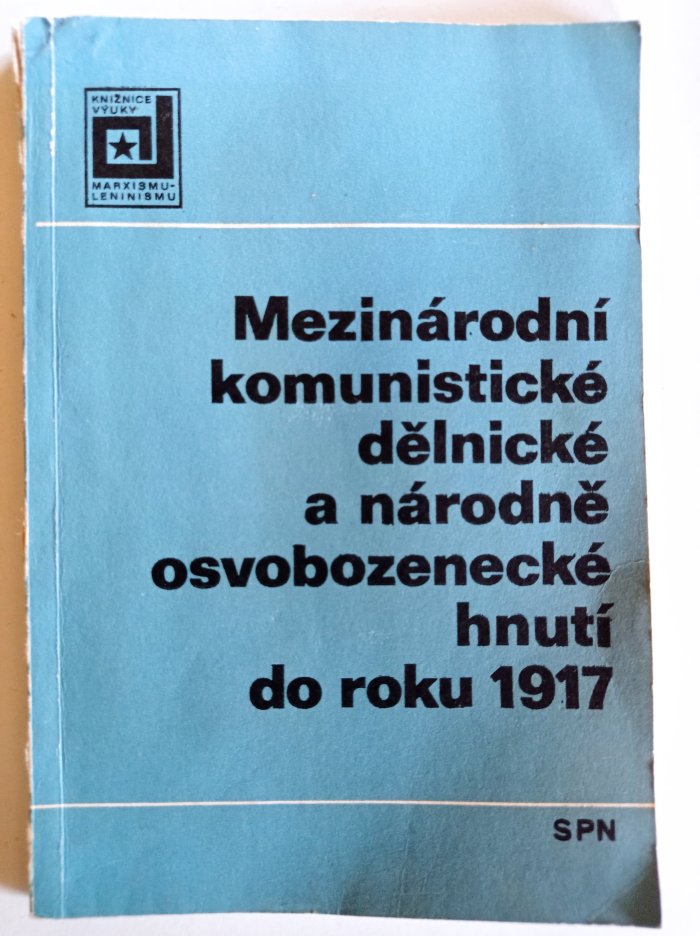 KNIŽNICE
VÝUKY
MARXISMU-
LENINISMU
Mezinárodní
komunistické
dělnické
a národně
osvobozenecké
hnutí
do roku 1917
SPN